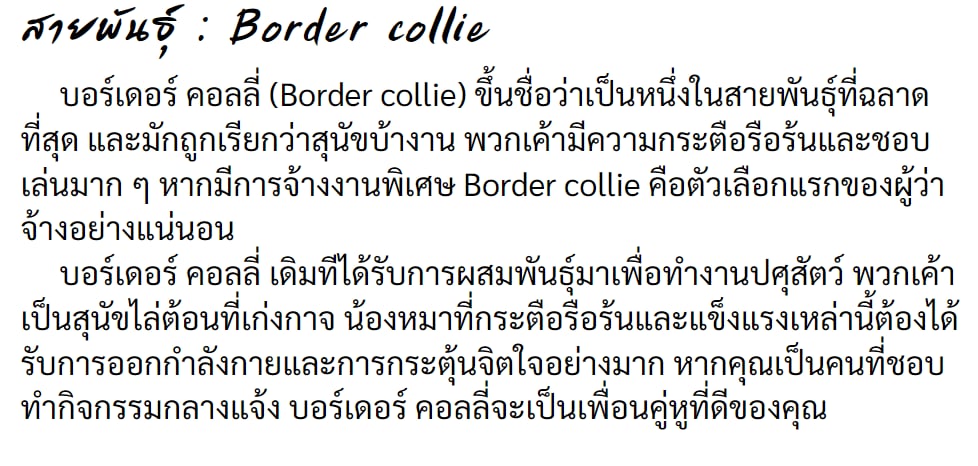 สายพันธุ์ : Border collie
บอร์เดอร์ คอลลี่ (Border collie) ขึ้นชื่อว่าเป็นหนึ่งในสายพันธุ์ที่ฉลาด
ที่สุด และมักถูกเรียกว่าสุนัขบ้างาน พวกเค้ามีความกระตือรือร้นและชอบ
เล่นมาก ๆ หากมีการจ้างงานพิเศษ Border collie คือตัวเลือกแรกของผู้ว่า
จ้างอย่างแน่นอน
บอร์เดอร์ คอลลี่ เดิมทีได้รับการผสมพันธุ์มาเพื่อทำงานปศุสัตว์ พวกเค้า
เป็นสุนัขไล่ต้อนที่เก่งกาจ น้องหมาที่กระตือรือร้นและแข็งแรงเหล่านี้ต้องได้
รับการออกกำลังกายและการกระตุ้นจิตใจอย่างมาก หากคุณเป็นคนที่ชอบ
ทำกิจกรรมกลางแจ้ง บอร์เดอร์ คอลลี่จะเป็นเพื่อนคู่หูที่ดีของคุณ